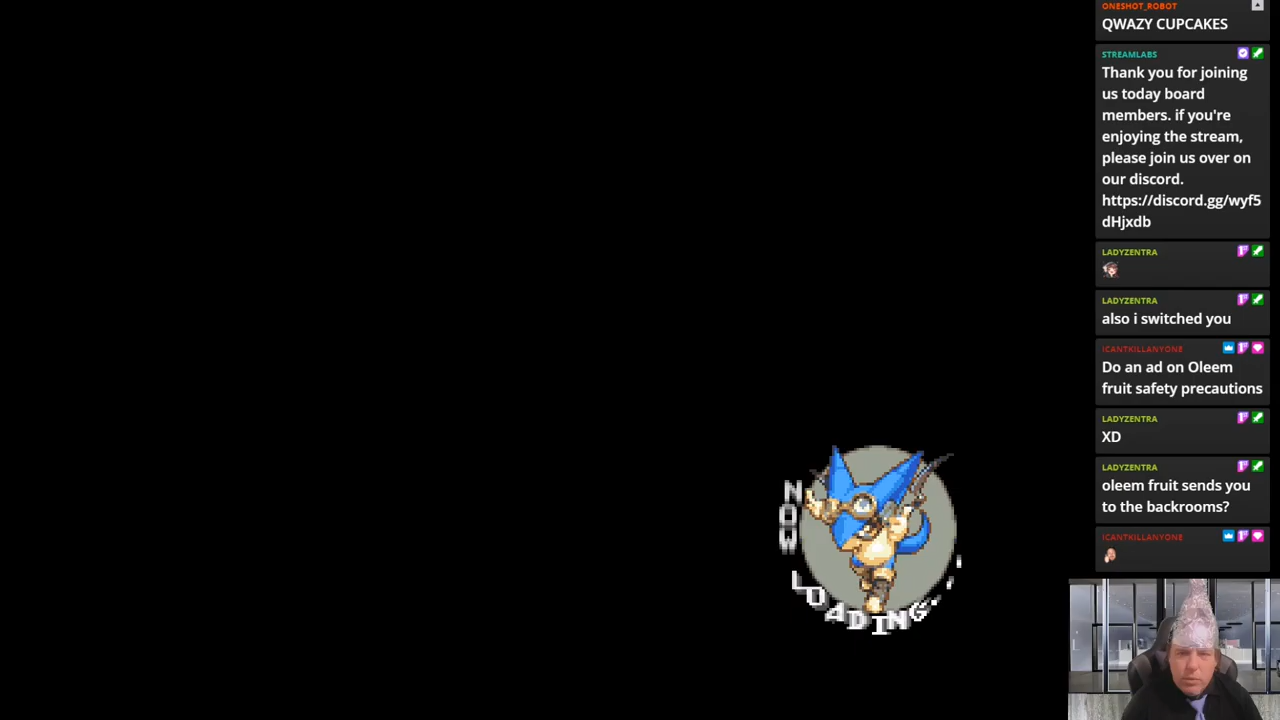 NOW LOADING...
ONESHOT_ROBOT
QWAZY CUPCAKES
STREAMLABS
Thank you for joining
us today board
members. if you're
enjoying the stream,
please join us over on
our discord.
https://discord.gg/wyf5
dHjxdb
LADYZENTRA
LADYZENTRA
also i switched you
ICANTKILLANYONE
Do an ad on Oleem
fruit safety precautions
LADYZENTRA
XD
LADYZENTRA
oleem fruit sends you
to the backrooms?
ICANTKILLANYONE